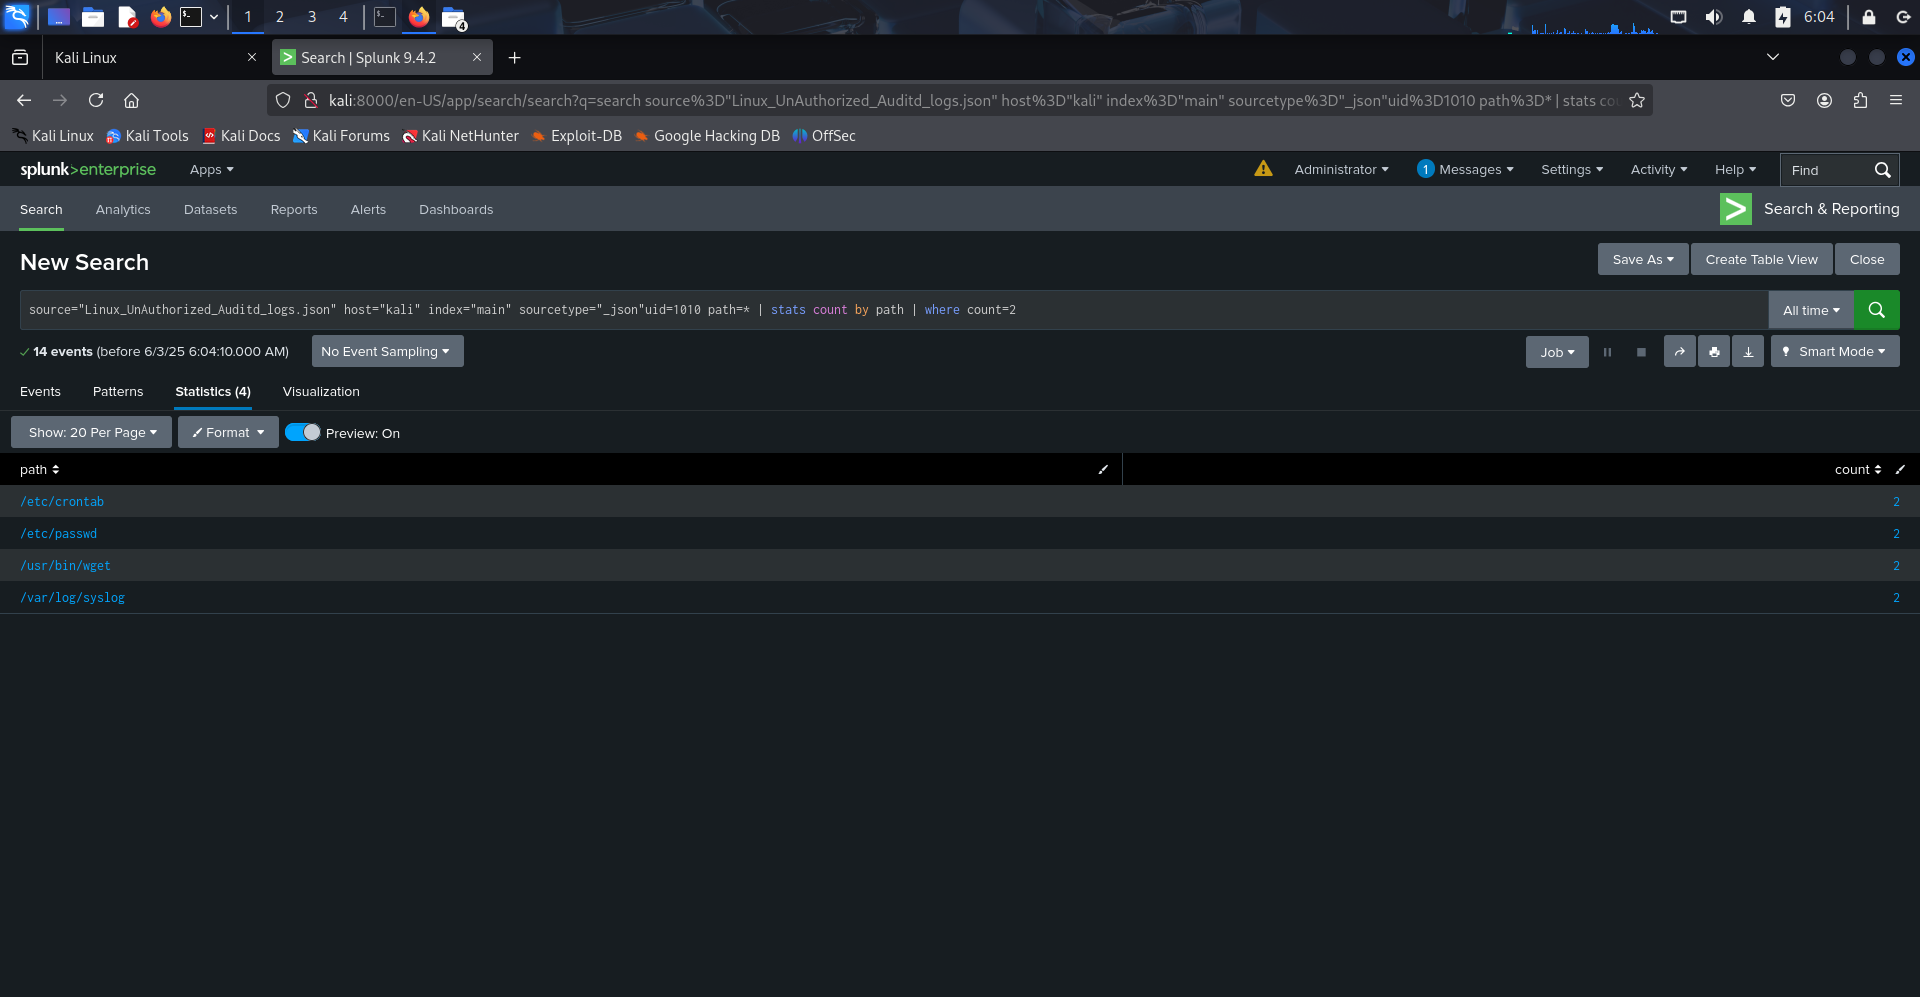 1 2 3 4 4 6:04
Kali Linux Search | Splunk 9.4.2
kali:8000/en-US/app/search/search?q=search source%3D"Linux_UnAuthorized_Auditd_logs.json" host%3D"kali" index%3D"main" sourcetype%3D"_json"uid%3D1010 path%3D* | stats cou
Kali Linux Kali Tools Kali Docs Kali Forums Kali NetHunter Exploit-DB Google Hacking DB OffSec
splunk>enterprise Apps Administrator 1 Messages Settings Activity Help Find
Search Analytics Datasets Reports Alerts Dashboards Search & Reporting
New Search Save As Create Table View Close
source="Linux_UnAuthorized_Auditd_logs.json" host="kali" index="main" sourcetype="_json"uid=1010 path=* | stats count by path | where count=2 All time
14 events (before 6/3/25 6:04:10.000 AM) No Event Sampling Job Smart Mode
Events Patterns Statistics (4) Visualization
Show: 20 Per Page Format Preview: On
path count
/etc/crontab 2
/etc/passwd 2
/usr/bin/wget 2
/var/log/syslog 2